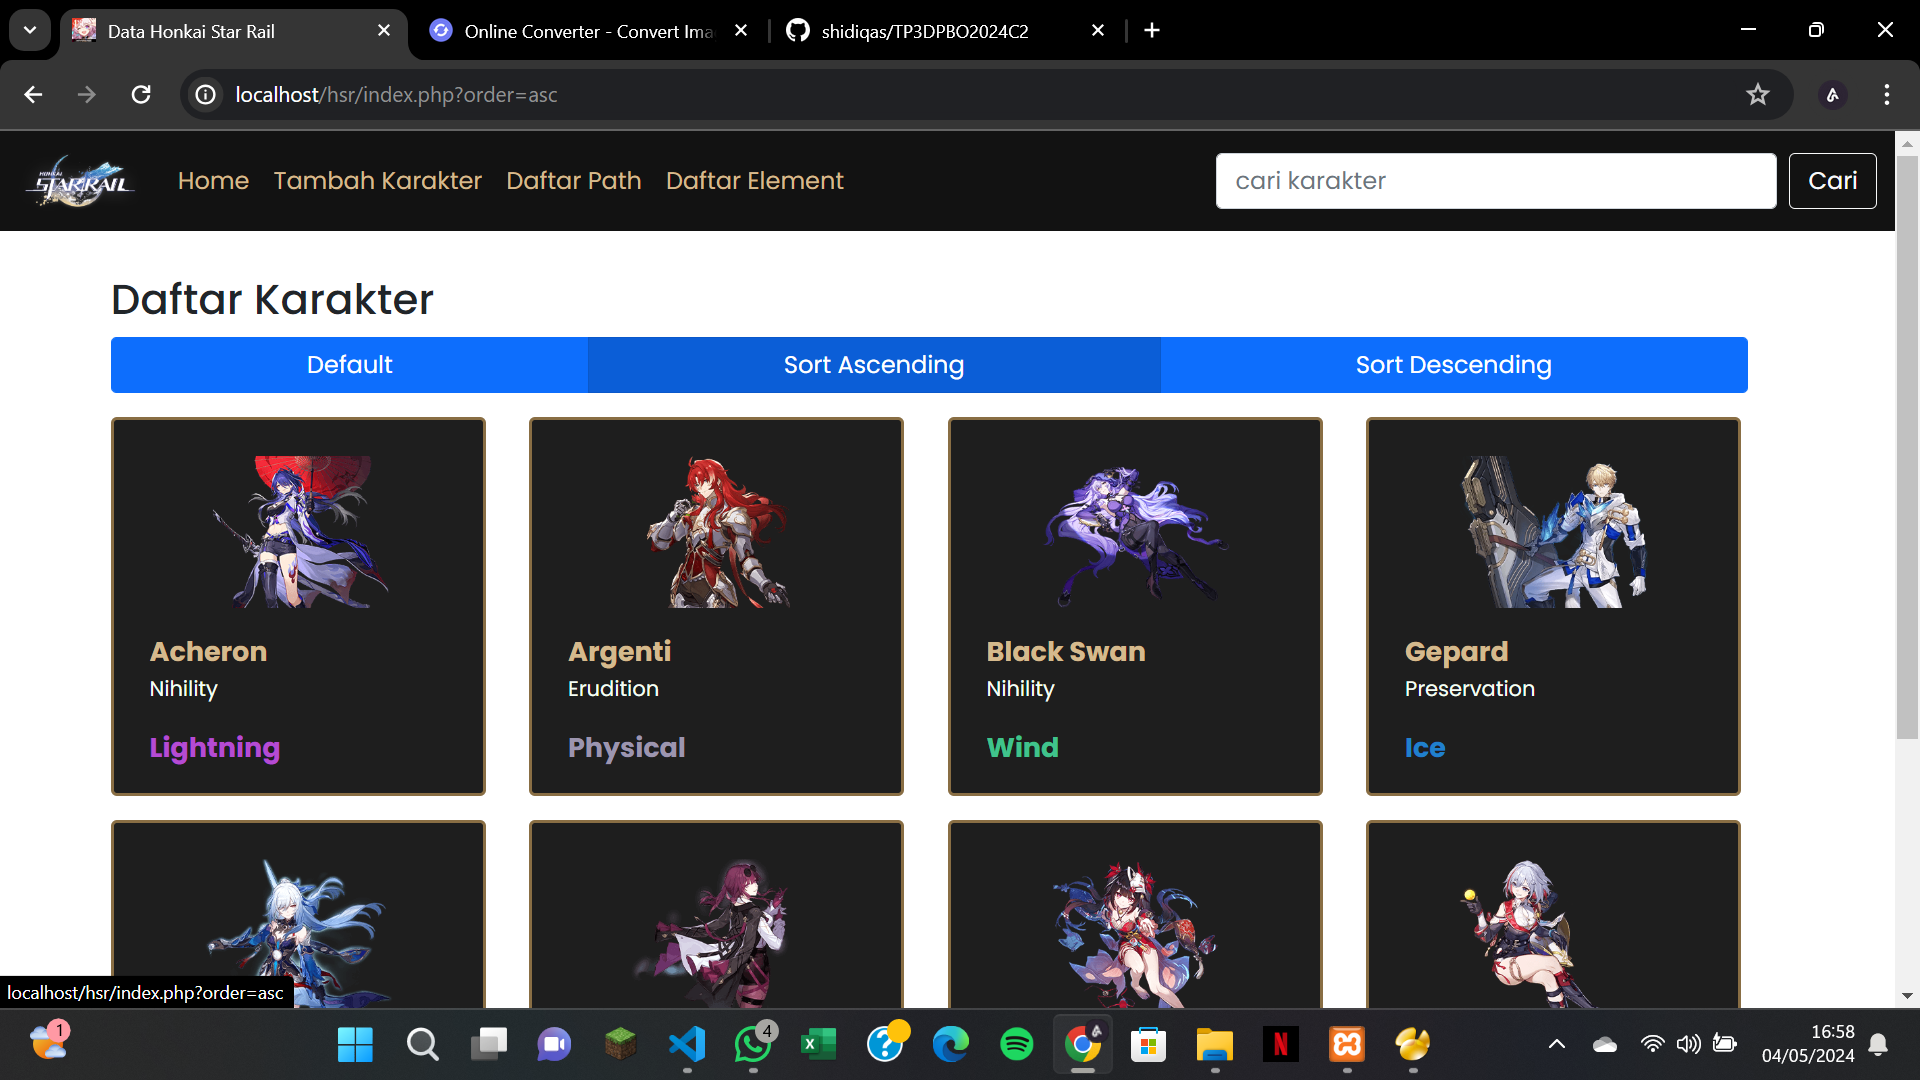 Data Honkai Star Rail
Online Converter - Convert Ima
shidiqas/TP3DPBO2024C2
localhost/hsr/index.php?order=asc
HONKAI
STAR RAIL
Home
Tambah Karakter
Daftar Path
Daftar Element
cari karakter
Cari
Daftar Karakter
Default
Sort Ascending
Sort Descending
Acheron
Nihility
Lightning
Argenti
Erudition
Physical
Black Swan
Nihility
Wind
Gepard
Preservation
Ice
localhost/hsr/index.php?order=asc
1
4
16:58
04/05/2024